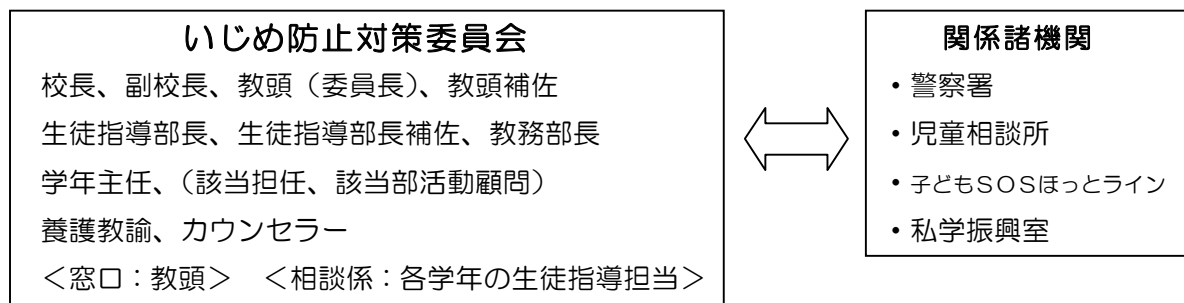 いじめ防止対策委員会
校長、副校長、教頭（委員長）、教頭補佐
生徒指導部長、生徒指導部長補佐、教務部長
学年主任、（該当担任、該当部活動顧問）
養護教諭、カウンセラー
＜窓口：教頭＞　＜相談係：各学年の生徒指導担当＞
関係諸機関
・警察署
・児童相談所
・子どもＳＯＳほっとライン
・私学振興室